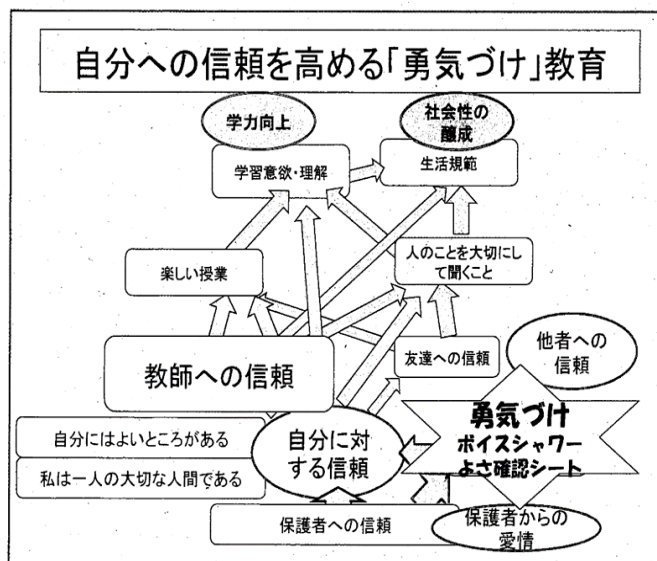 自分への信頼を高める「勇気づけ」教育
学力向上
社会性の
醸成
学習意欲・理解
生活規範
楽しい授業
人のことを大切にし
て聞くこと
教師への信頼
友達への信頼
他者への
信頼
勇気づけ
ボイスシャワー
よさ確認シート
自分にはよいところがある
私は一人の大切な人間である
自分に対
する信頼
保護者への信頼
保護者からの
愛情